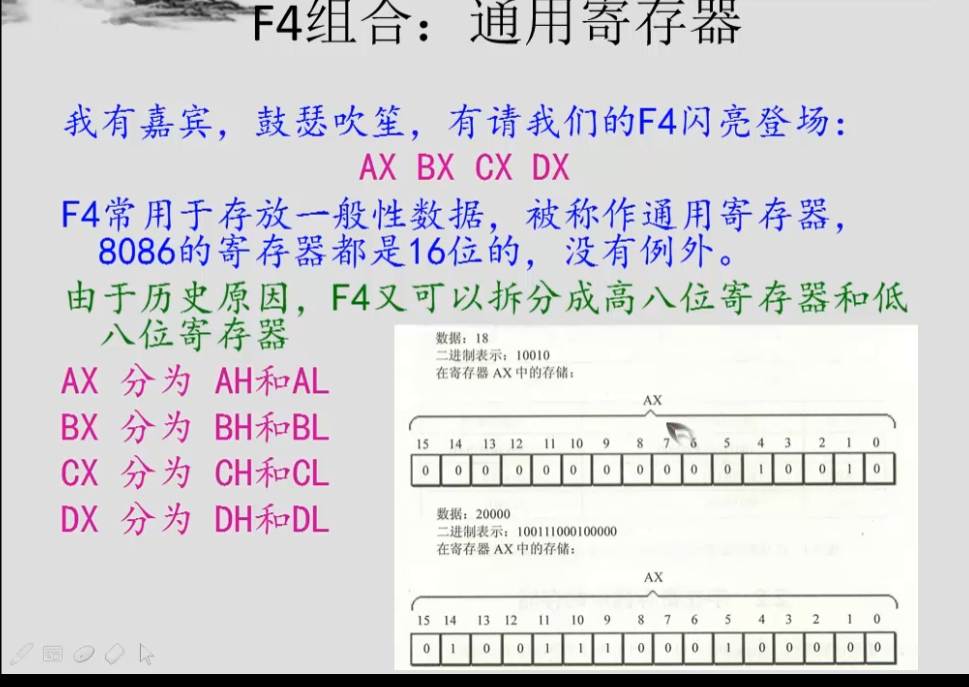 F4组合：通用寄存器
我有嘉宾，鼓瑟吹笙，有请我们的F4闪亮登场：
AX BX CX DX
F4常用于存放一般性数据，被称作通用寄存器，
8086的寄存器都是16位的，没有例外。
由于历史原因，F4又可以拆分成高八位寄存器和低
八位寄存器
AX 分为 AH和AL
BX 分为 BH和BL
CX 分为 CH和CL
DX 分为 DH和DL
数据：18
二进制表示：10010
在寄存器 AX 中的存储：
AX
15 14 13 12 11 10 9 8 7 6 5 4 3 2 1 0
0 0 0 0 0 0 0 0 0 0 0 1 0 0 1 0
数据：20000
二进制表示：100111000100000
在寄存器 AX 中的存储：
AX
15 14 13 12 11 10 9 8 7 6 5 4 3 2 1 0
0 1 0 0 1 1 1 0 0 0 1 0 0 0 0 0